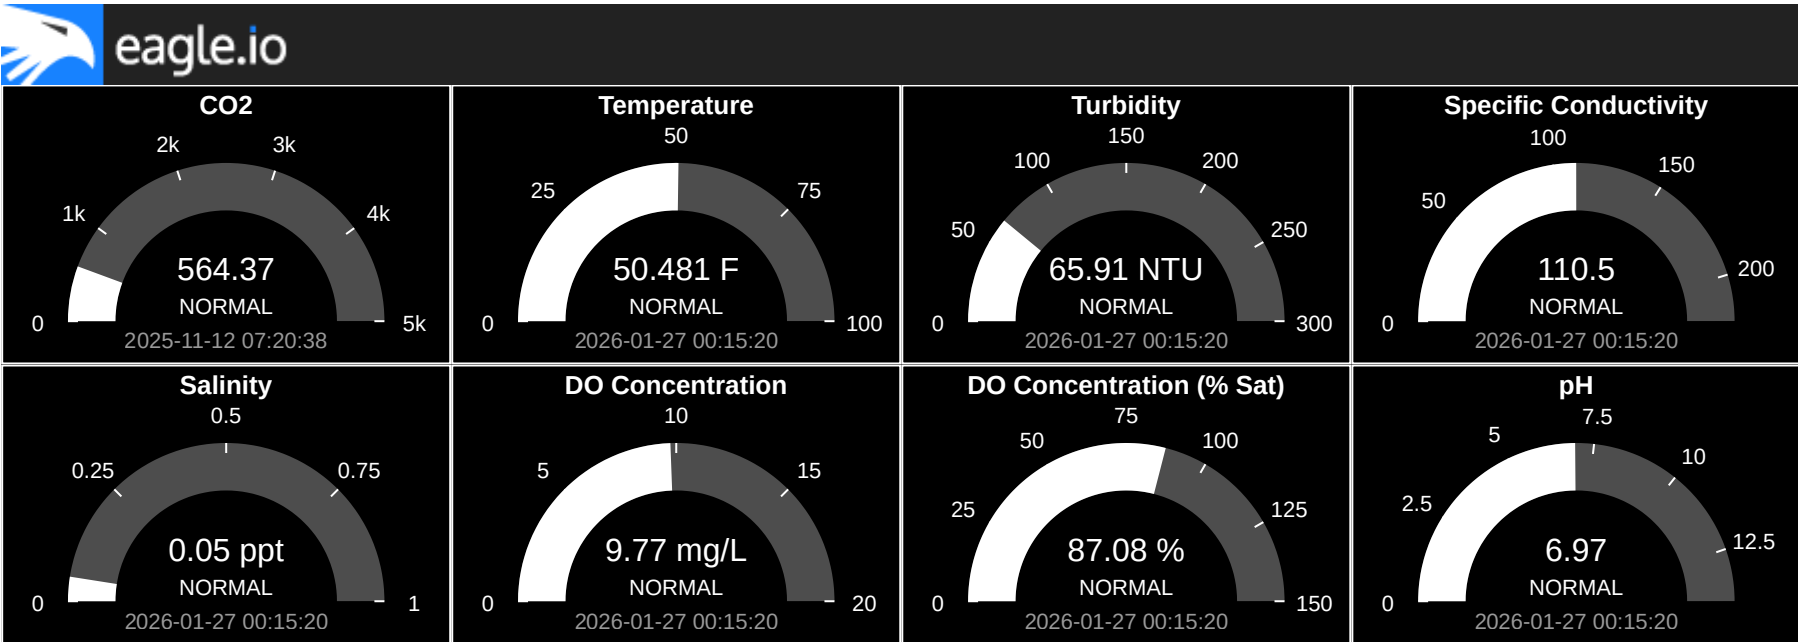 eagle.io
CO2
0
1k
2k
3k
4k
5k
564.37
NORMAL
2025-11-12 07:20:38
Temperature
0
25
50
75
100
50.481 F
NORMAL
2026-01-27 00:15:20
Turbidity
0
50
100
150
200
250
300
65.91 NTU
NORMAL
2026-01-27 00:15:20
Specific Conductivity
0
50
100
150
200
110.5
NORMAL
2026-01-27 00:15:20
Salinity
0
0.25
0.5
0.75
1
0.05 ppt
NORMAL
2026-01-27 00:15:20
DO Concentration
0
5
10
15
20
9.77 mg/L
NORMAL
2026-01-27 00:15:20
DO Concentration (% Sat)
0
25
50
75
100
125
150
87.08 %
NORMAL
2026-01-27 00:15:20
pH
0
2.5
5
7.5
10
12.5
6.97
NORMAL
2026-01-27 00:15:20